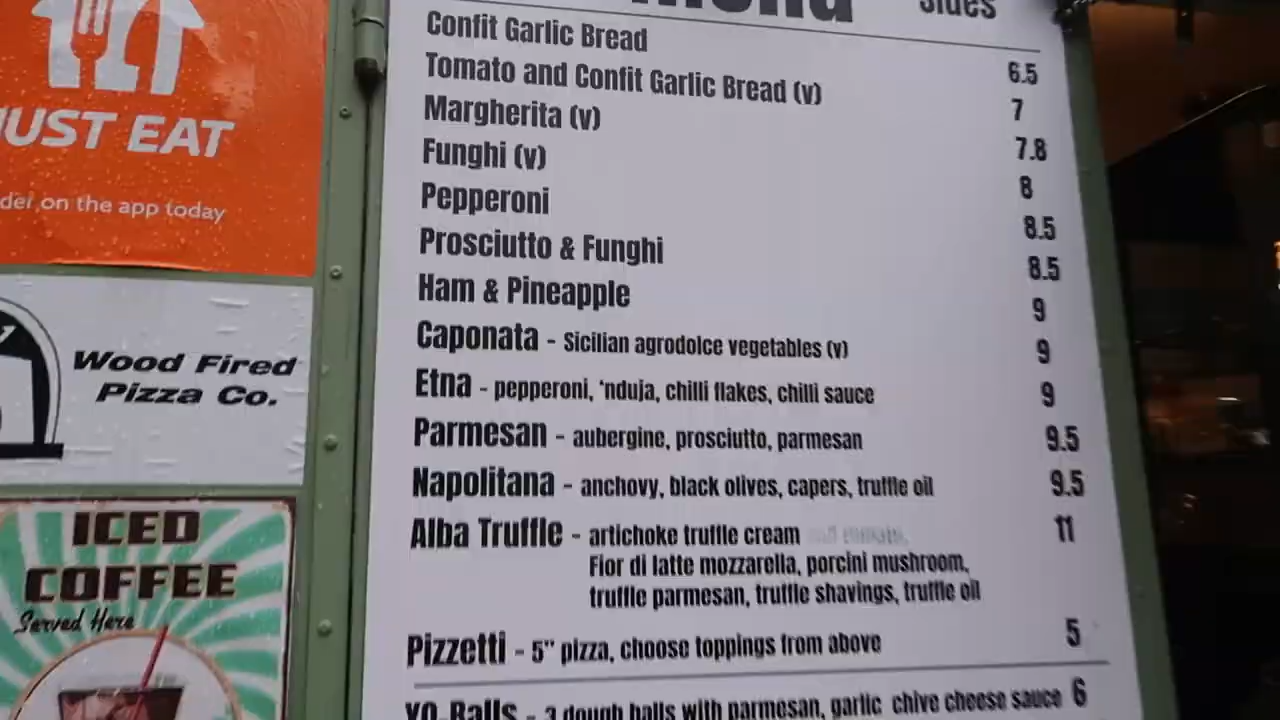 JUST EAT
on the app today
Wood Fired
Pizza Co.
ICED
COFFEE
Served Here
Sides
Confit Garlic Bread 6.5
Tomato and Confit Garlic Bread (v) 7
Margherita (v) 7.8
Funghi (v) 8
Pepperoni 8.5
Prosciutto & Funghi 8.5
Ham & Pineapple 9
Caponata - Sicilian agrodolce vegetables (v) 9
Etna - pepperoni, 'nduja, chilli flakes, chilli sauce 9
Parmesan - aubergine, prosciutto, parmesan 9.5
Napolitana - anchovy, black olives, capers, truffle oil 9.5
Alba Truffle - artichoke truffle cream 11
Fior di latte mozzarella, porcini mushroom,
truffle parmesan, truffle shavings, truffle oil
Pizzetti - 5" pizza, choose toppings from above 5
YO-Balls - 3 dough balls with parmesan, garlic chive cheese sauce 6